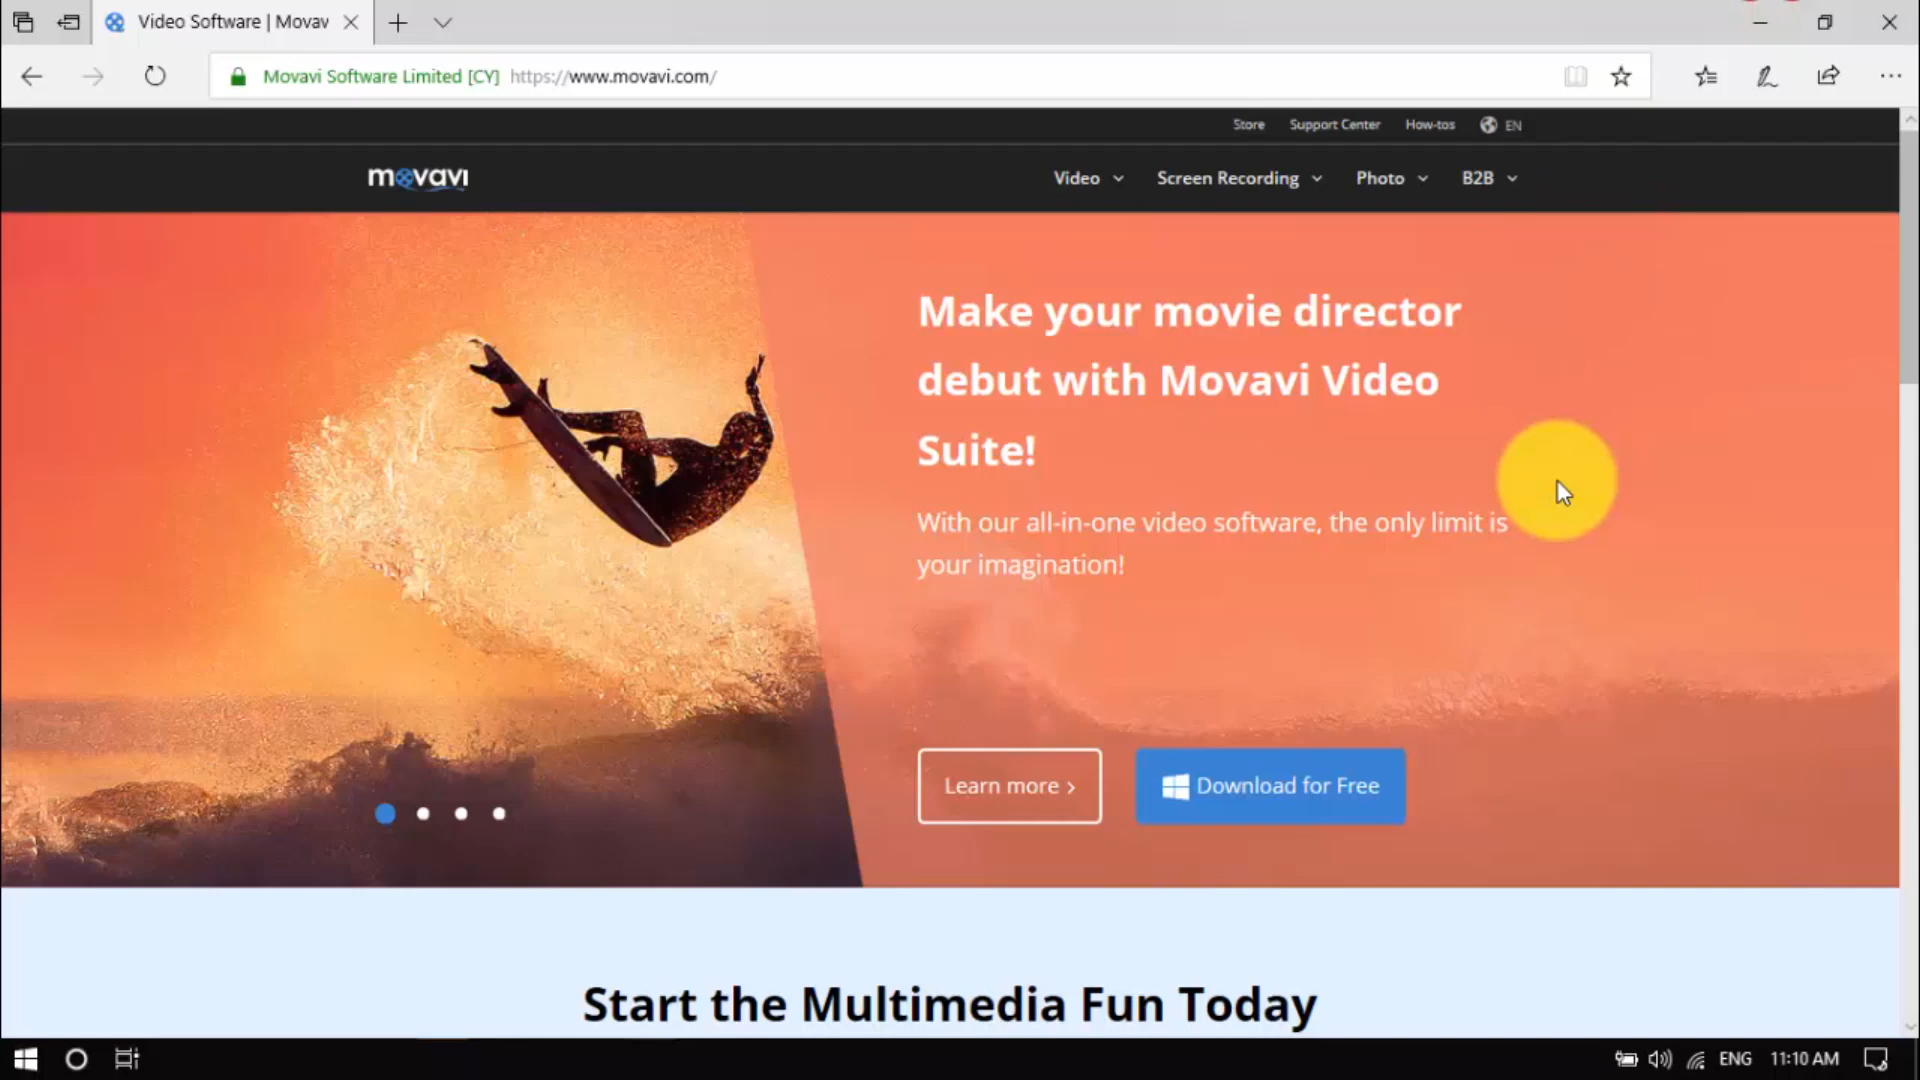 Video Software | Movav
Movavi Software Limited [CY] https://www.movavi.com/
Store Support Center How-tos EN
movavi
Video Screen Recording Photo B2B
Make your movie director
debut with Movavi Video
Suite!
With our all-in-one video software, the only limit is
your imagination!
Learn more ›
Download for Free
Start the Multimedia Fun Today
ENG 11:10 AM